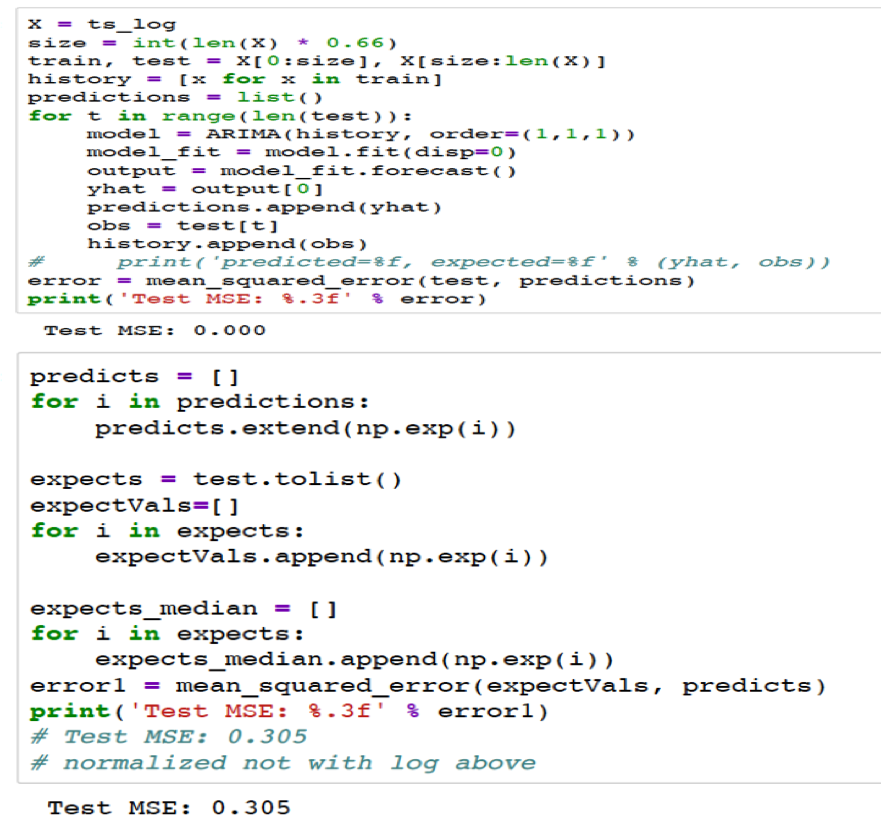 X = ts_log
size = int(len(X) * 0.66)
train, test = X[0:size], X[size:len(X)]
history = [x for x in train]
predictions = list()
for t in range(len(test)):
    model = ARIMA(history, order=(1,1,1))
    model_fit = model.fit(disp=0)
    output = model_fit.forecast()
    yhat = output[0]
    predictions.append(yhat)
    obs = test[t]
    history.append(obs)
#     print('predicted=%f, expected=%f' % (yhat, obs))
error = mean_squared_error(test, predictions)
print('Test MSE: %.3f' % error)
Test MSE: 0.000
predicts = []
for i in predictions:
    predicts.extend(np.exp(i))
expects = test.tolist()
expectVals=[]
for i in expects:
    expectVals.append(np.exp(i))
expects_median = []
for i in expects:
    expects_median.append(np.exp(i))
error1 = mean_squared_error(expectVals, predicts)
print('Test MSE: %.3f' % error1)
# Test MSE: 0.305
# normalized not with log above
Test MSE: 0.305